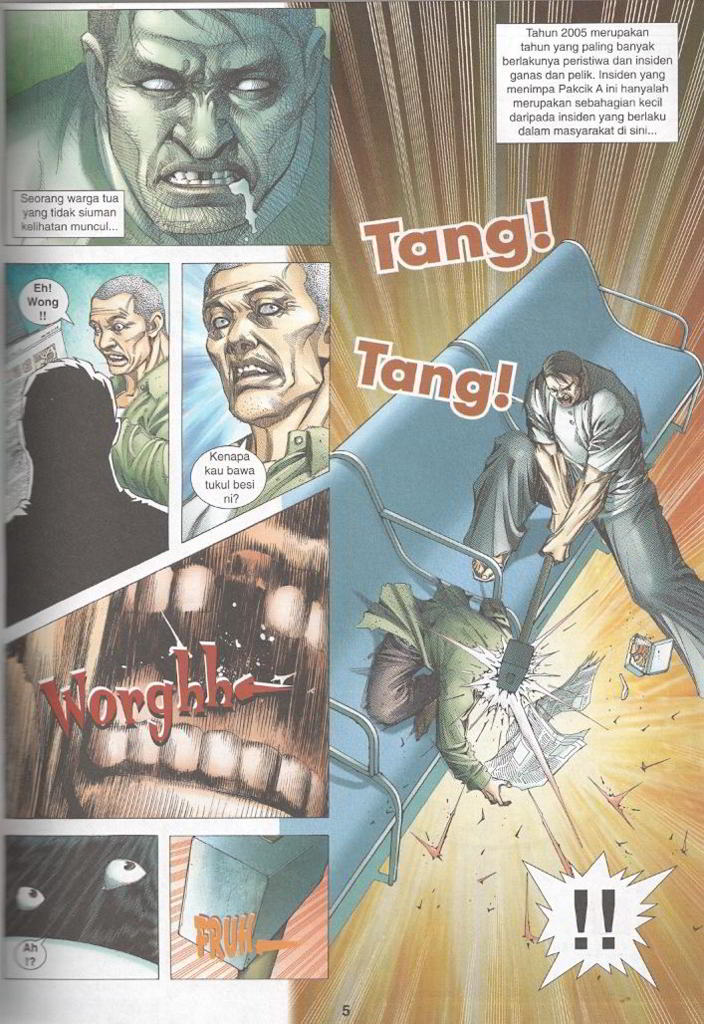 Seorang warga tua
yang tidak siuman
kelihatan muncul...
Eh!
Wong
!!
Kenapa
kau bawa
tukul besi
ni?
Worghh
Ah
!?
FRUH
Tahun 2005 merupakan
tahun yang paling banyak
berlakunya peristiwa dan insiden
ganas dan pelik. Insiden yang
menimpa Pakcik A ini hanyalah
merupakan sebahagian kecil
daripada insiden yang berlaku
dalam masyarakat di sini...
Tang!
Tang!
!!
5